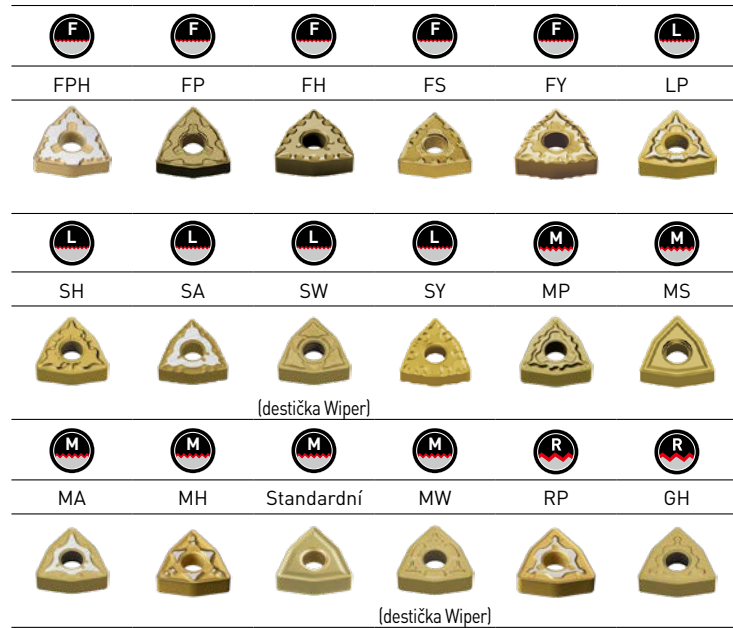 F F F F F L
FPH FP FH FS FY LP
L L L L M M
SH SA SW SY MP MS
(destička Wiper)
M M M M R R
MA MH Standardní MW RP GH
(destička Wiper)